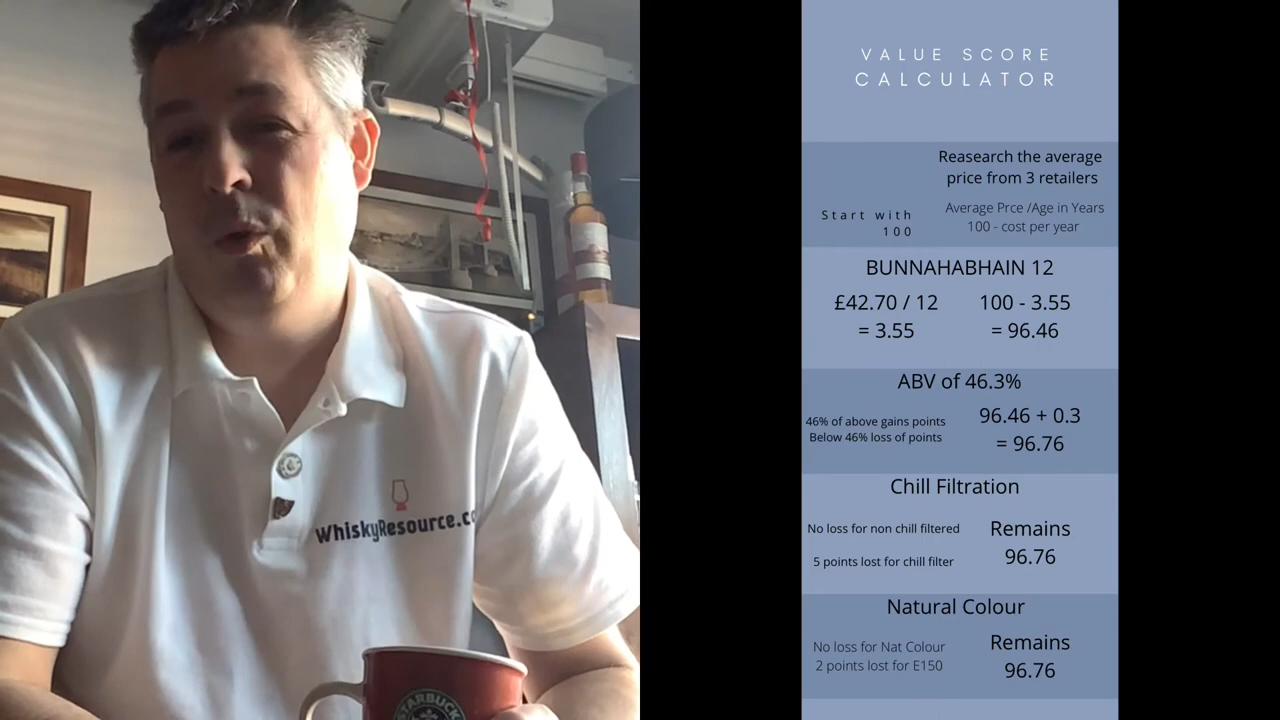 WhiskyResource.co
STARBUCK
VALUE SCORE
CALCULATOR
Reasearch the average
price from 3 retailers
Start with
100
Average Prce /Age in Years
100 - cost per year
BUNNAHABHAIN 12
£42.70 / 12
= 3.55
100 - 3.55
= 96.46
ABV of 46.3%
46% of above gains points
Below 46% loss of points
96.46 + 0.3
= 96.76
Chill Filtration
No loss for non chill filtered
5 points lost for chill filter
Remains
96.76
Natural Colour
No loss for Nat Colour
2 points lost for E150
Remains
96.76